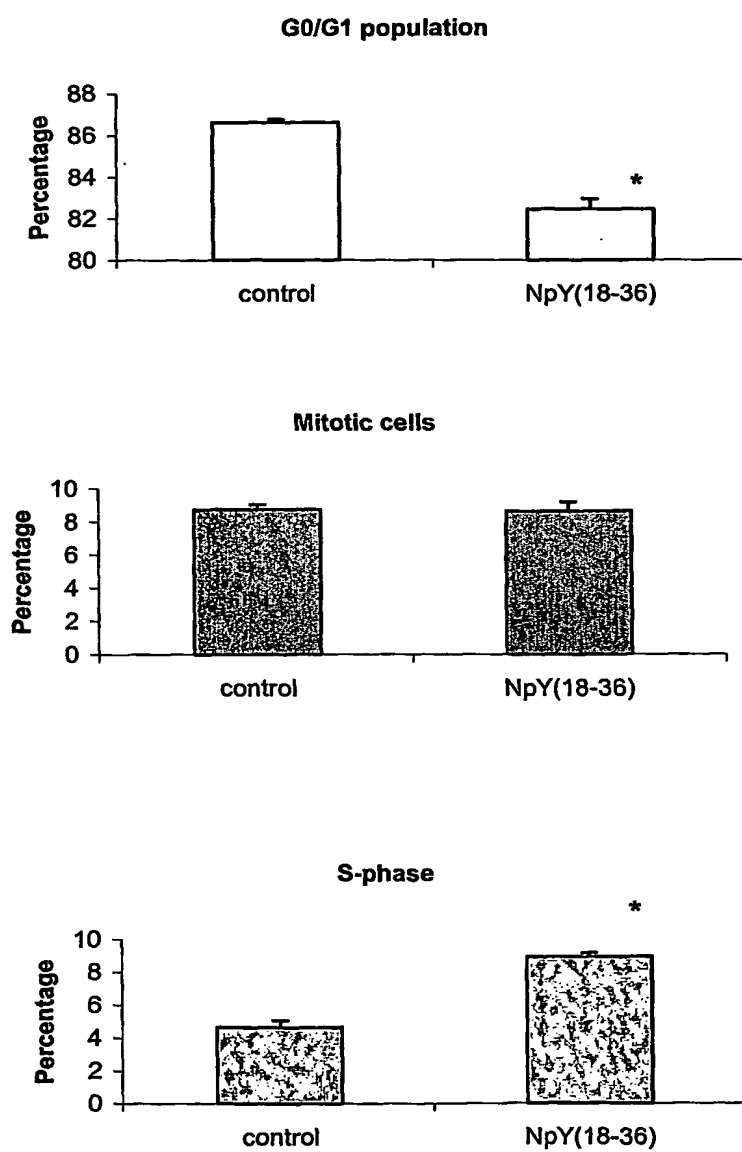 G0/G1 population
Percentage
88
86
84
82
80
*
control
NpY(18-36)
Mitotic cells
Percentage
10
8
6
4
2
0
control
NpY(18-36)
S-phase
*
Percentage
10
8
6
4
2
0
control
NpY(18-36)